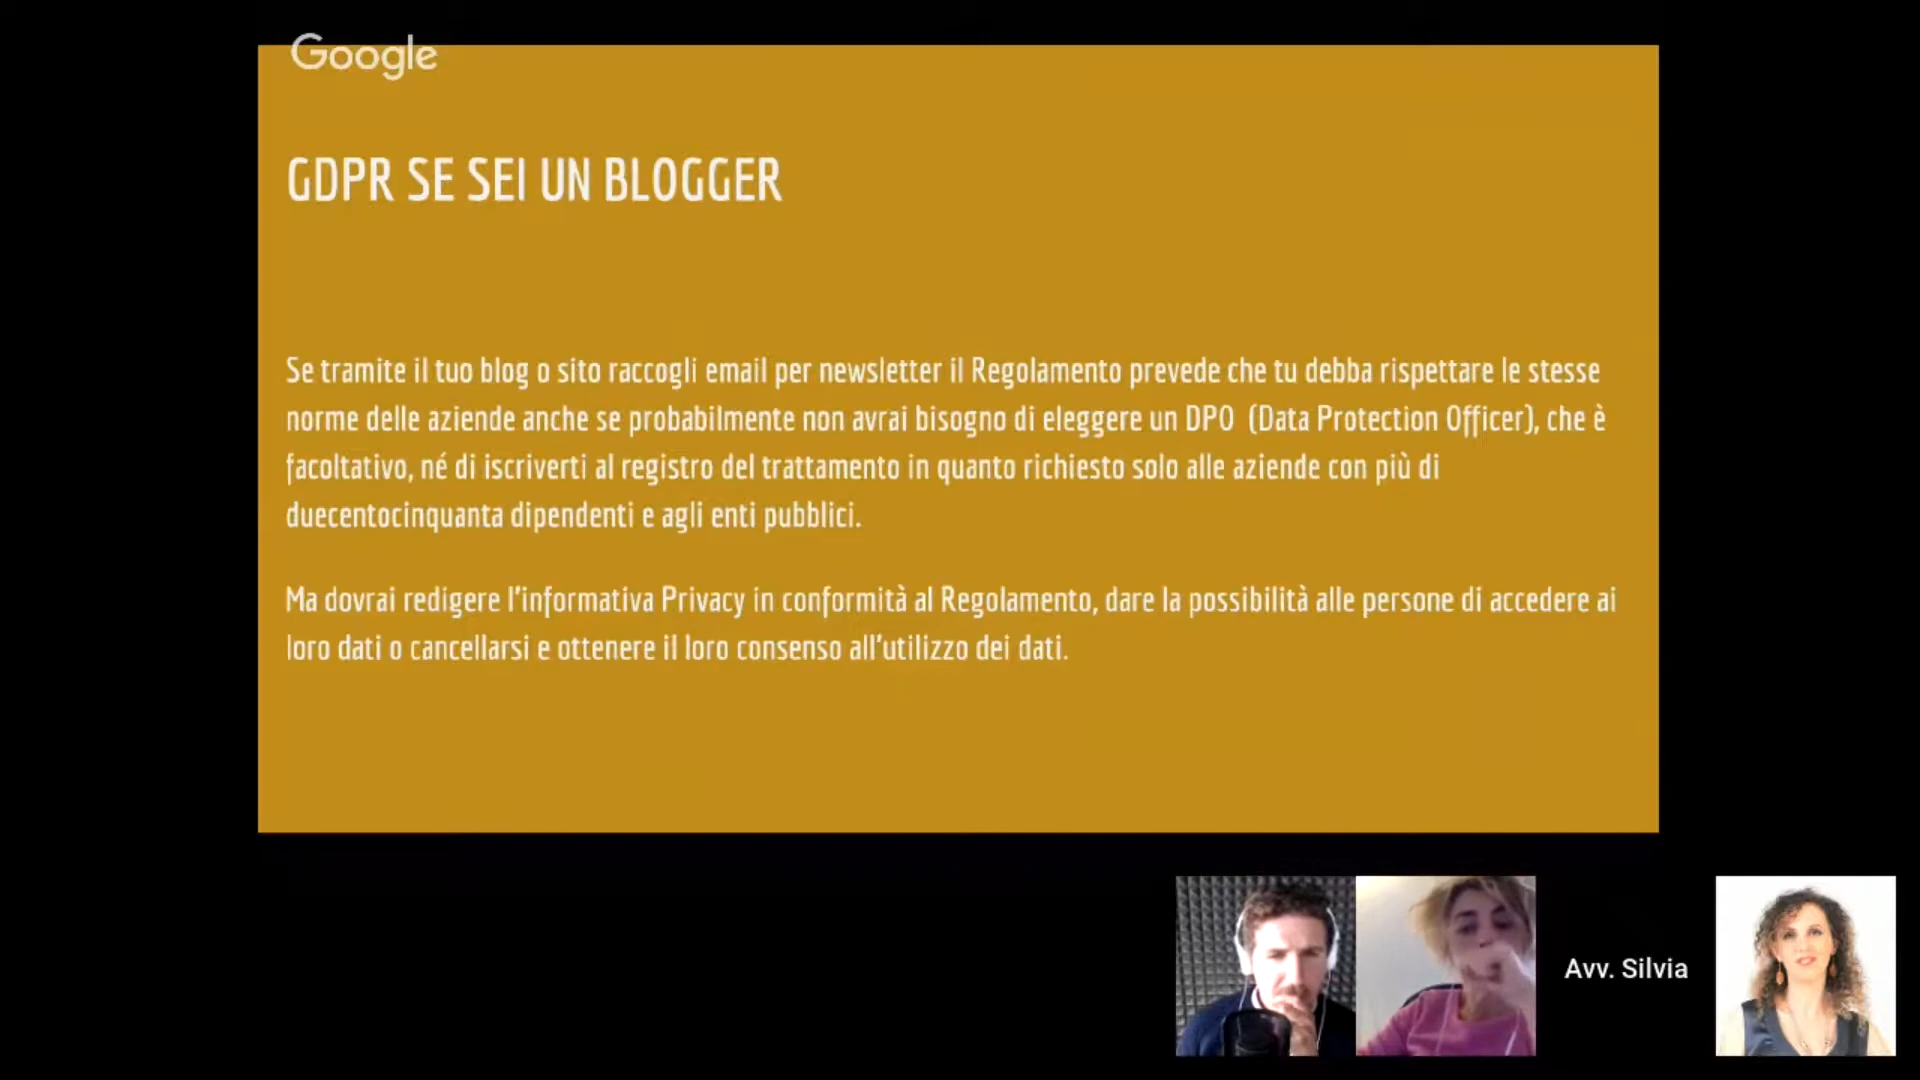 Google
GDPR SE SEI UN BLOGGER
Se tramite il tuo blog o sito raccogli email per newsletter il Regolamento prevede che tu debba rispettare le stesse
norme delle aziende anche se probabilmente non avrai bisogno di eleggere un DPO (Data Protection Officer), che è
facoltativo, né di iscriverti al registro del trattamento in quanto richiesto solo alle aziende con più di
duecentocinquanta dipendenti e agli enti pubblici.
Ma dovrai redigere l'informativa Privacy in conformità al Regolamento, dare la possibilità alle persone di accedere ai
loro dati o cancellarsi e ottenere il loro consenso all'utilizzo dei dati.
Avv. Silvia